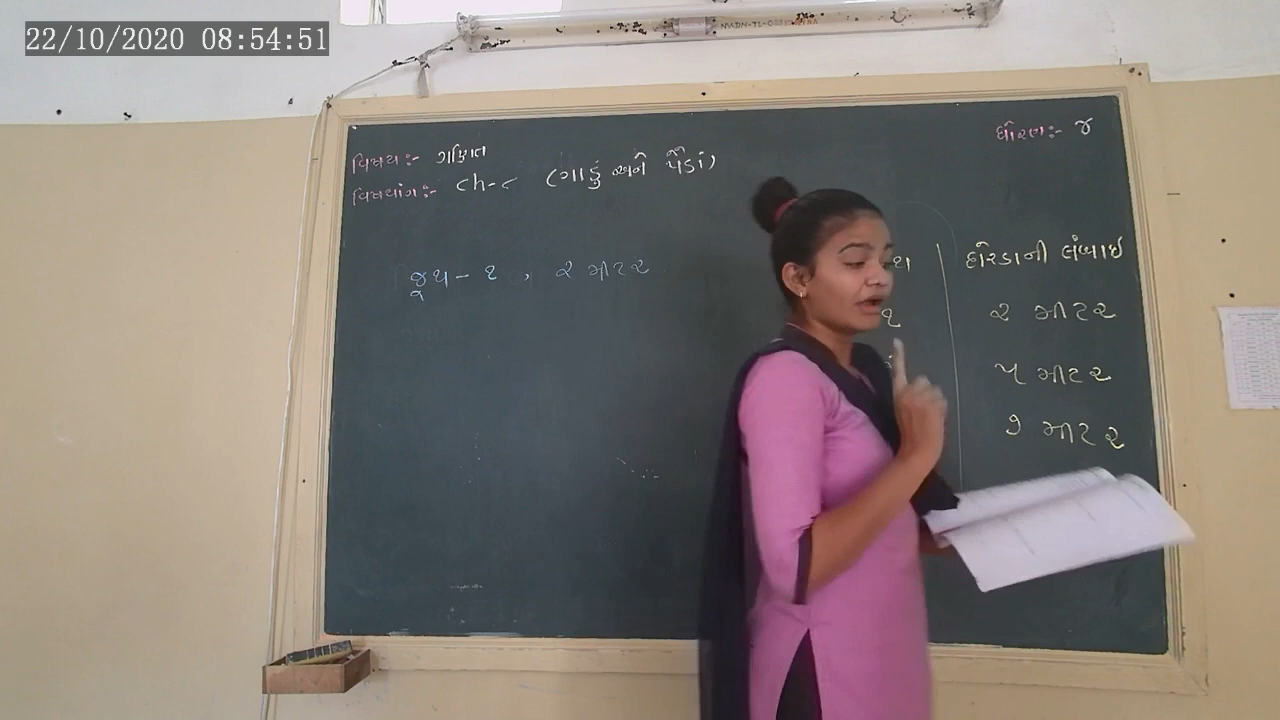 22/10/2020 08:54:51
વિષય:- ગણિત
વિષયાંગ:- ch-૮ (ગાડું અને પૈડાં)
ધોરણ:- ૪
જૂથ - ૧ , ૨ મીટર
દોરડાની લંબાઈ
૧ ૨ મીટર
૫ મીટર
૭ મીટર